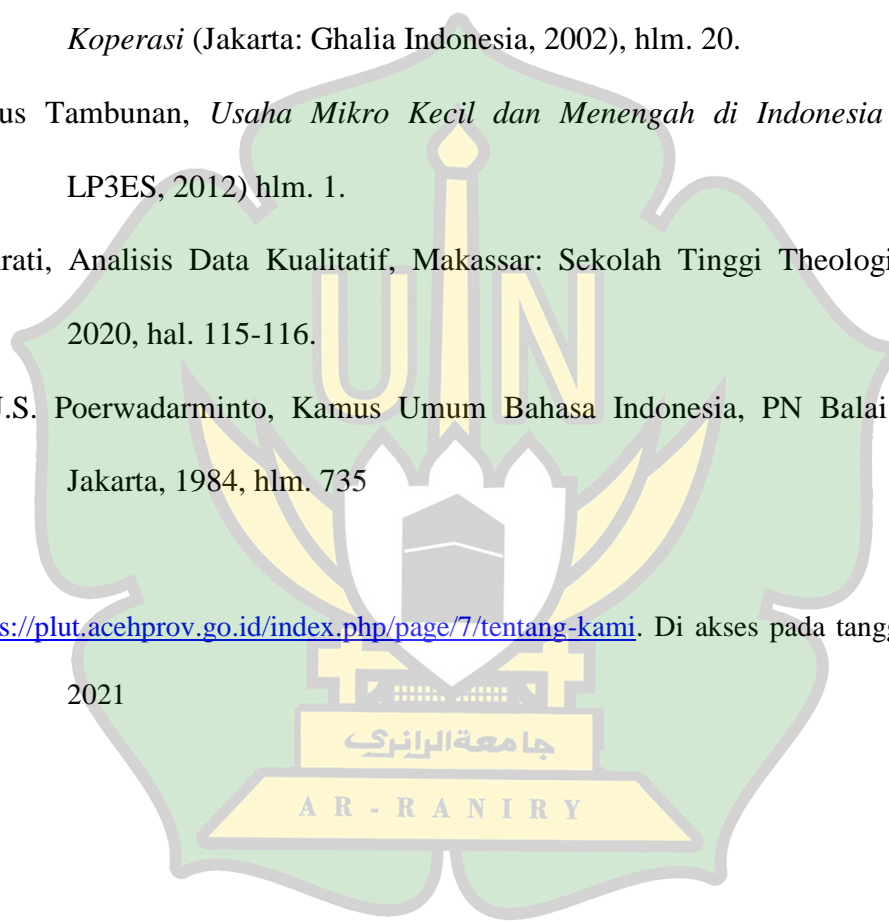 Koperasi (Jakarta: Ghalia Indonesia, 2002), hlm. 20.
us Tambunan, Usaha Mikro Kecil dan Menengah di Indonesia
LP3ES, 2012) hlm. 1.
rati, Analisis Data Kualitatif, Makassar: Sekolah Tinggi Theologi
2020, hal. 115-116.
J.S. Poerwadarminto, Kamus Umum Bahasa Indonesia, PN Balai
Jakarta, 1984, hlm. 735
UIN
s://plut.acehprov.go.id/index.php/page/7/tentang-kami. Di akses pada tangg
2021
جامعةالرانري
AR-RANIRY